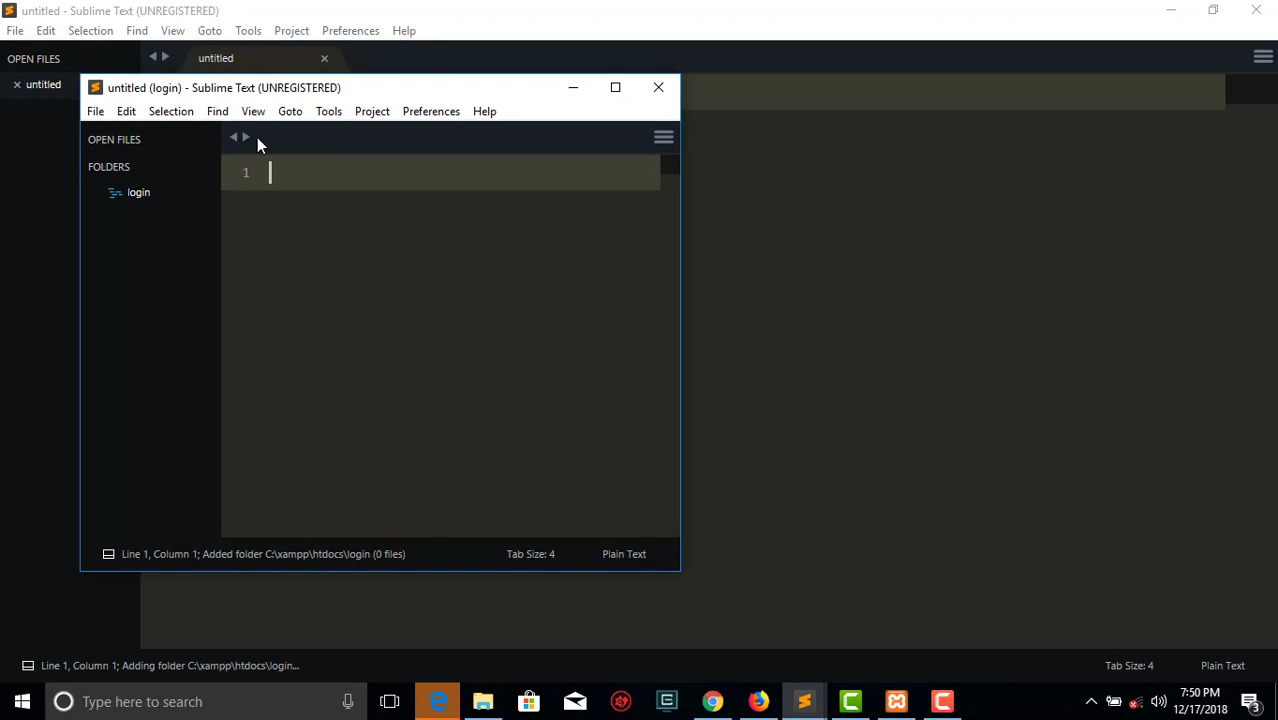 untitled - Sublime Text (UNREGISTERED)
File Edit Selection Find View Goto Tools Project Preferences Help
OPEN FILES
untitled
untitled
untitled (login) - Sublime Text (UNREGISTERED)
File Edit Selection Find View Goto Tools Project Preferences Help
OPEN FILES
FOLDERS
login
1
Line 1, Column 1; Added folder C:\xampp\htdocs\login (0 files) Tab Size: 4 Plain Text
Line 1, Column 1; Adding folder C:\xampp\htdocs\login... Tab Size: 4 Plain Text
Type here to search
7:50 PM
12/17/2018
3